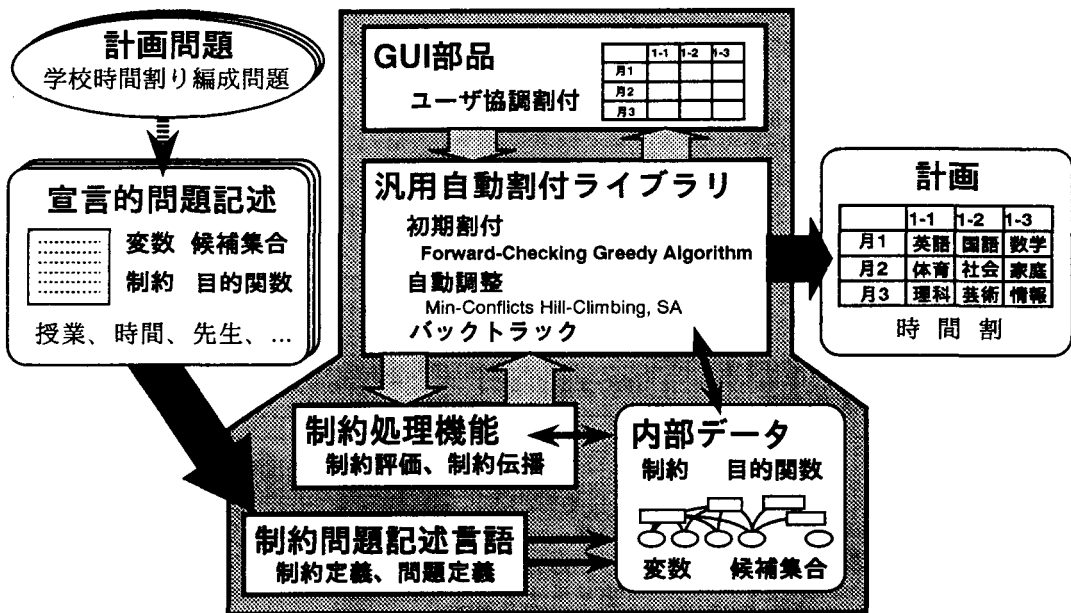 計画問題
学校時間割り編成問題
宣言的問題記述
変数 候補集合
制約 目的関数
授業、時間、先生、...
GUI部品
ユーザ協調割付
1-1 1-2 1-3
月1
月2
月3
汎用自動割付ライブラリ
初期割付
Forward-Checking Greedy Algorithm
自動調整
Min-Conflicts Hill-Climbing, SA
バックトラック
制約処理機能
制約評価、制約伝播
制約問題記述言語
制約定義、問題定義
内部データ
制約 目的関数
変数 候補集合
計画
1-1 1-2 1-3
月1 英語 国語 数学
月2 体育 社会 家庭
月3 理科 芸術 情報
時間割